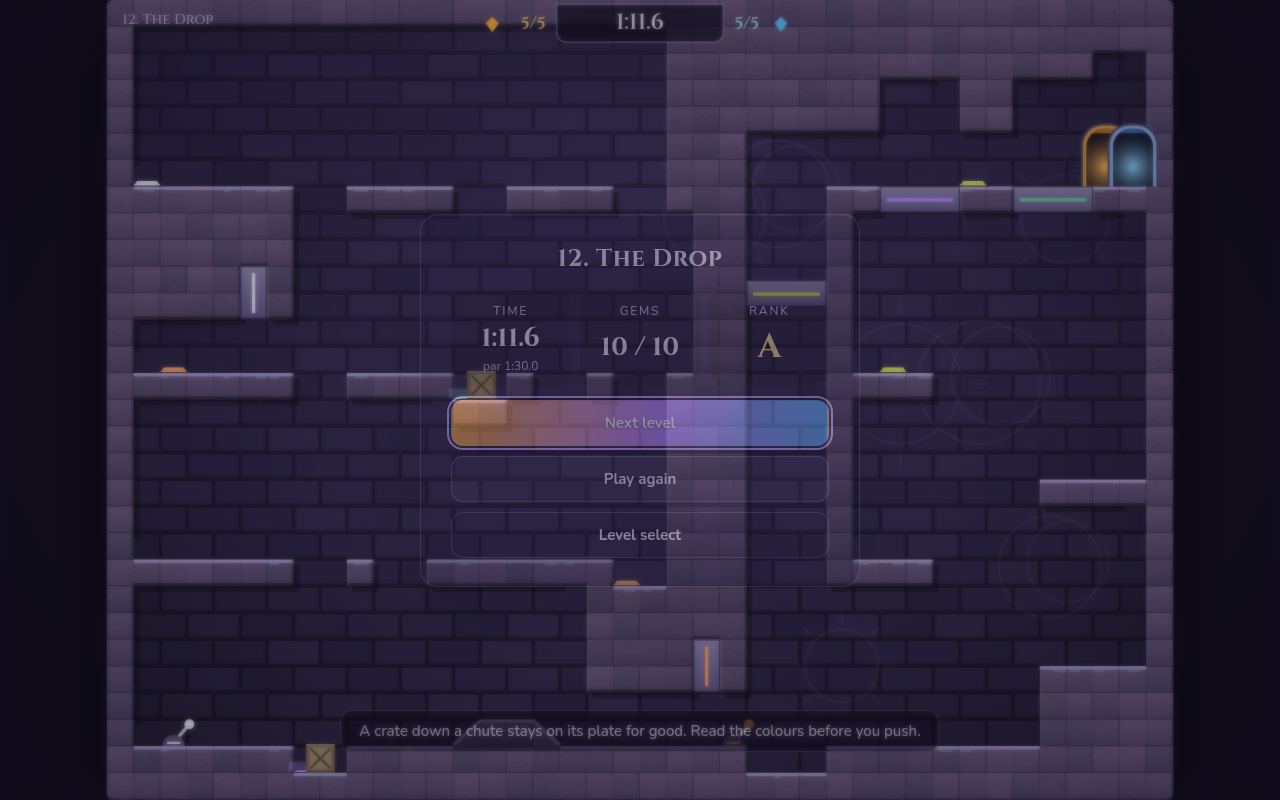 12. The Drop
5/5
1:11.6
5/5
12. The Drop
TIME
GEMS
RANK
1:11.6
10 / 10
A
par 1:30.0
Next level
Play again
Level select
A crate down a chute stays on its plate for good. Read the colours before you push.